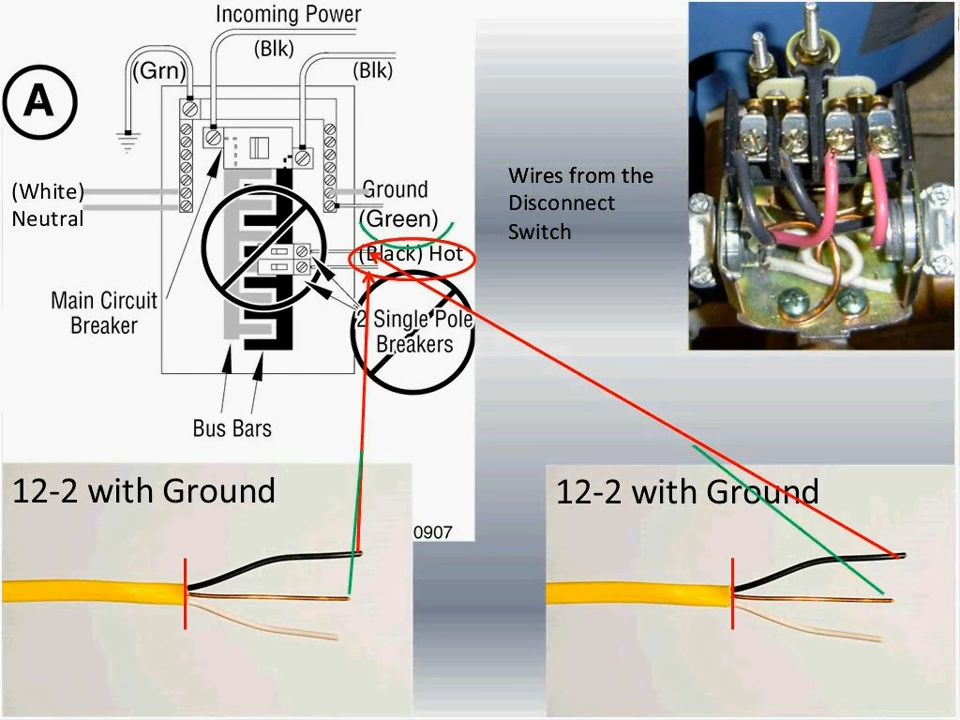 Incoming Power
(Blk)
(Blk)
(Grn)
A
(White)
Neutral
Ground
(Green)
(Black) Hot
Main Circuit
Breaker
2 Single Pole
Breakers
Bus Bars
Wires from the
Disconnect
Switch
12-2 with Ground
0907
12-2 with Ground